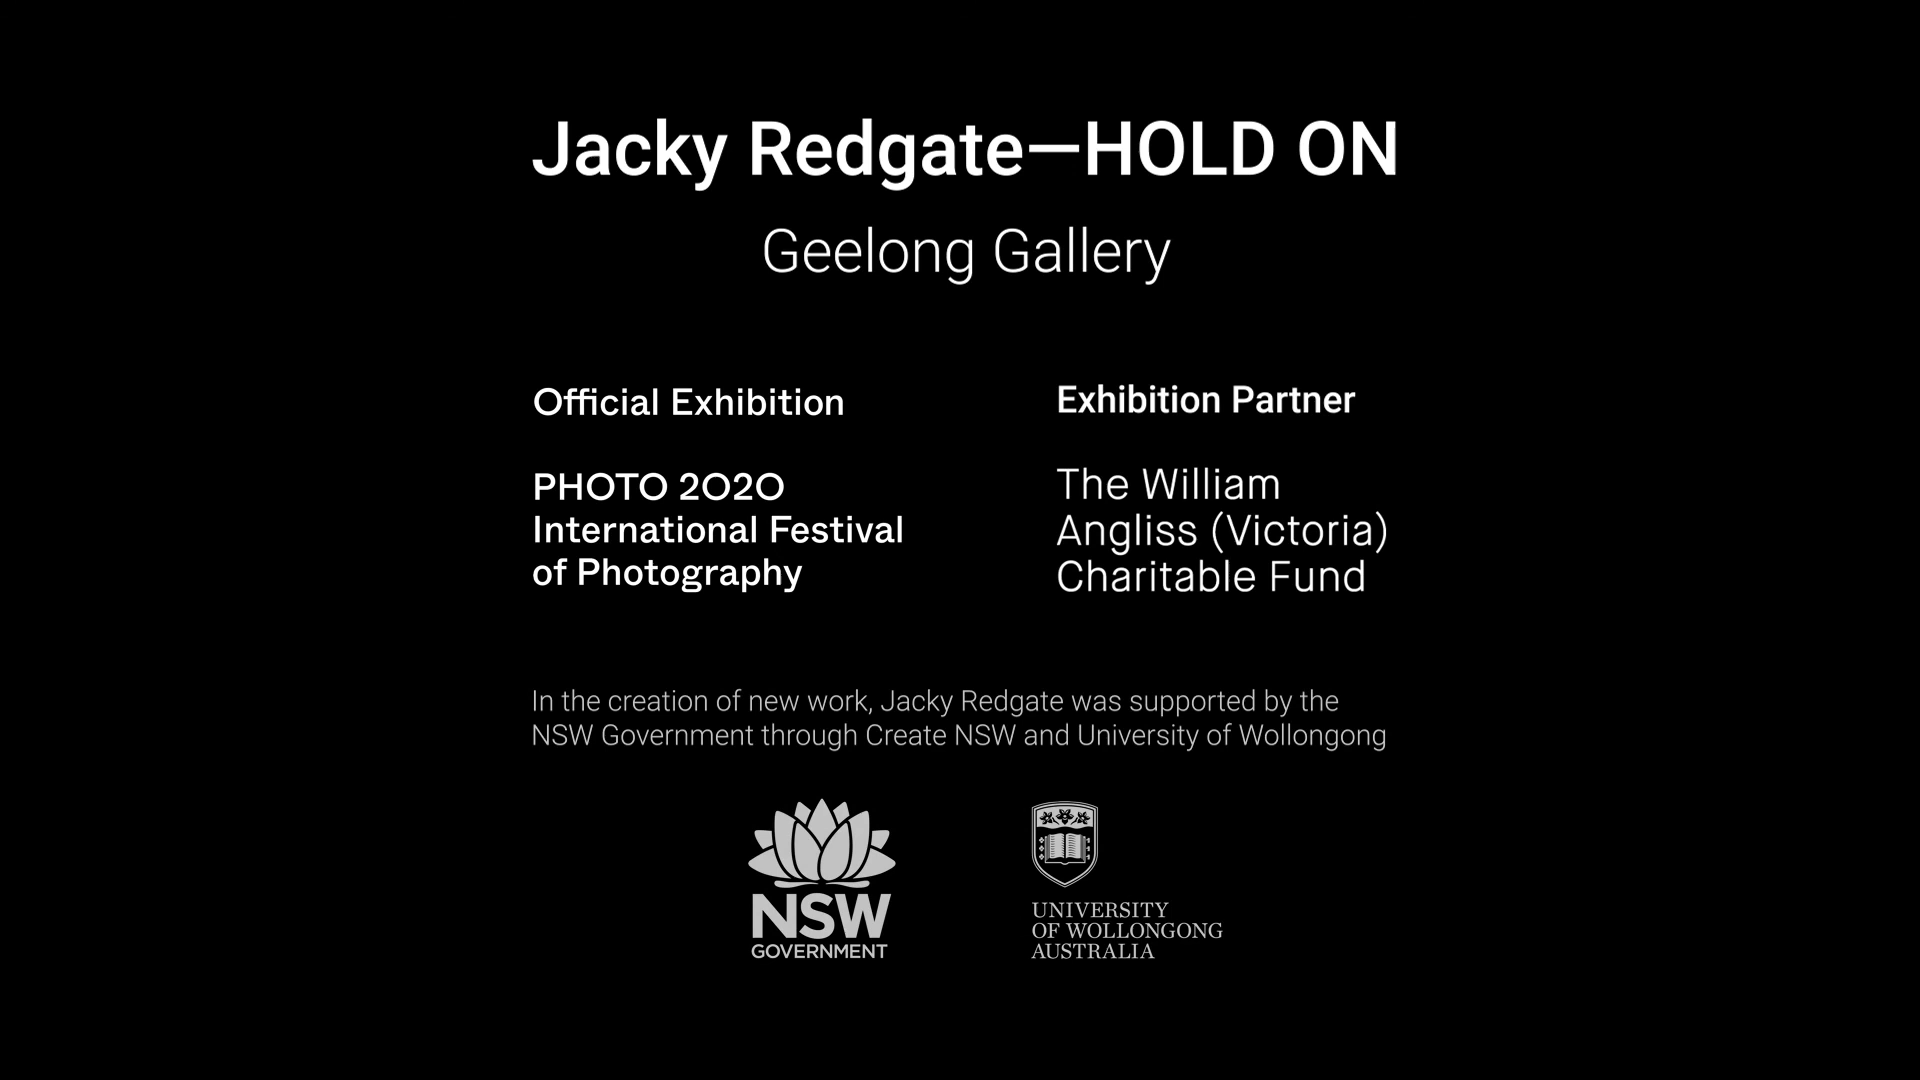 Jacky Redgate—HOLD ON
Geelong Gallery
Official Exhibition
PHOTO 2020
International Festival
of Photography
Exhibition Partner
The William
Angliss (Victoria)
Charitable Fund
In the creation of new work, Jacky Redgate was supported by the
NSW Government through Create NSW and University of Wollongong
NSW
GOVERNMENT
UNIVERSITY
OF WOLLONGONG
AUSTRALIA